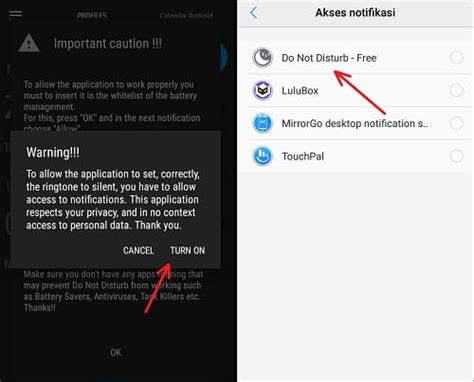 PROFILES
Calendar Android
Important caution !!!
To allow the application to work properly you
must to insert it in the whitelist of the battery
management.
For this, press "OK" and in the next notification
choose "Allow"
Warning!!!
To allow the application to set, correctly,
the ringtone to silent, you have to allow
access to notifications. This application
respects your privacy, and in no context
access to personal data. Thank you.
CANCEL TURN ON
Make sure you don't have any apps running that
may prevent Do Not Disturb from working such
as Battery Savers, Antiviruses, Task Killers etc.
Thanks!!
OK
Akses notifikasi
Do Not Disturb - Free
LuluBox
MirrorGo desktop notification s..
TouchPal